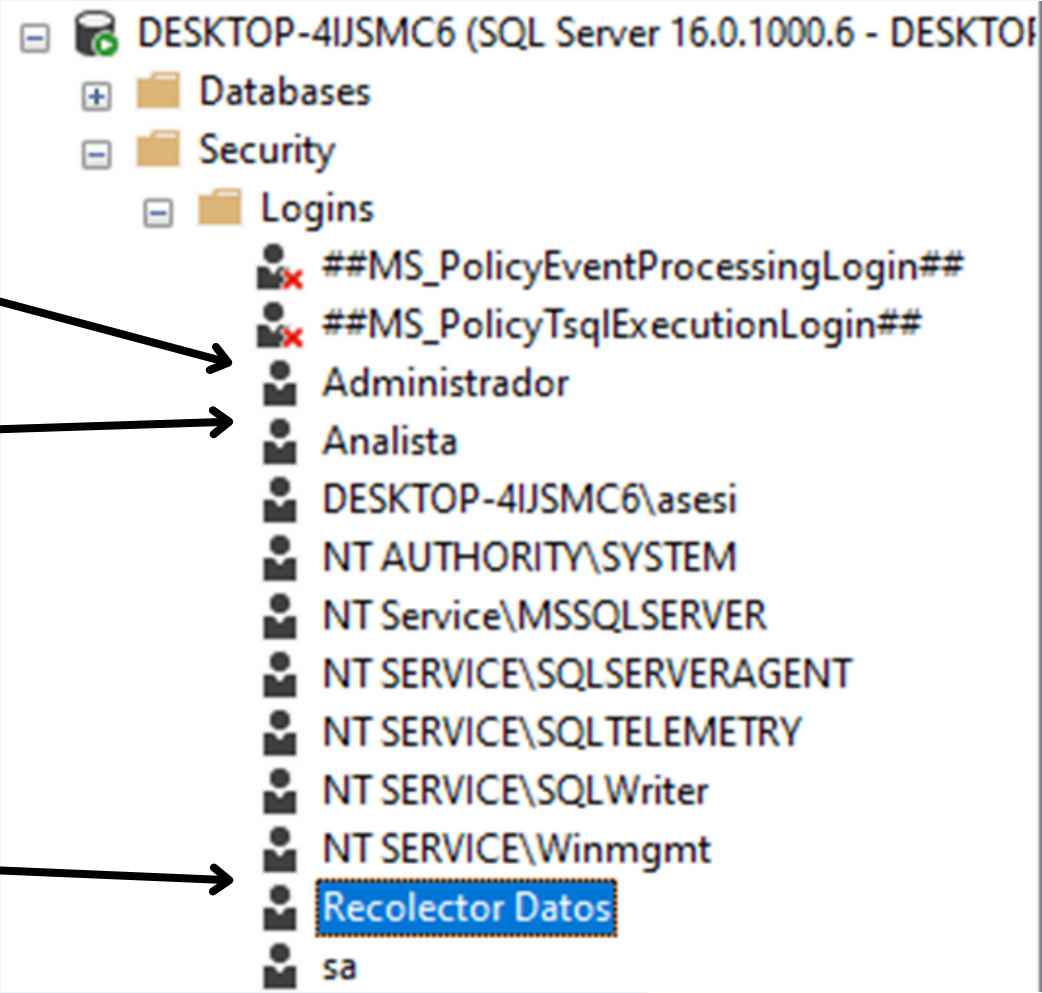 DESKTOP-4IJSMC6 (SQL Server 16.0.1000.6 - DESKTOP
Databases
Security
Logins
##MS_PolicyEventProcessingLogin##
##MS_PolicyTsqlExecutionLogin##
Administrador
Analista
DESKTOP-4IJSMC6\asesi
NT AUTHORITY\SYSTEM
NT Service\MSSQLSERVER
NT SERVICE\SQLSERVERAGENT
NT SERVICE\SQLTELEMETRY
NT SERVICE\SQLWriter
NT SERVICE\Winmgmt
Recolector Datos
sa